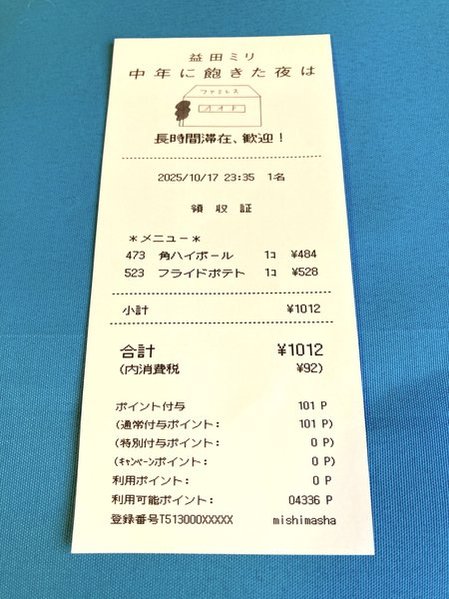 益田ミリ
中年に飽きた夜は
ファミレス
長時間滞在、歓迎!
2025/10/17 23:35 1名
領収証
*メニュー*
473 角ハイボール 1コ ¥484
523 フライドポテト 1コ ¥528
小計 ¥1012
合計 ¥1012
(内消費税 ¥92)
ポイント付与 101 P
(通常付与ポイント: 101 P)
(特別付与ポイント: 0 P)
(キャンペーンポイント: 0 P)
利用ポイント: 0 P
利用可能ポイント: 04336 P
登録番号T513000XXXXX mishimasha